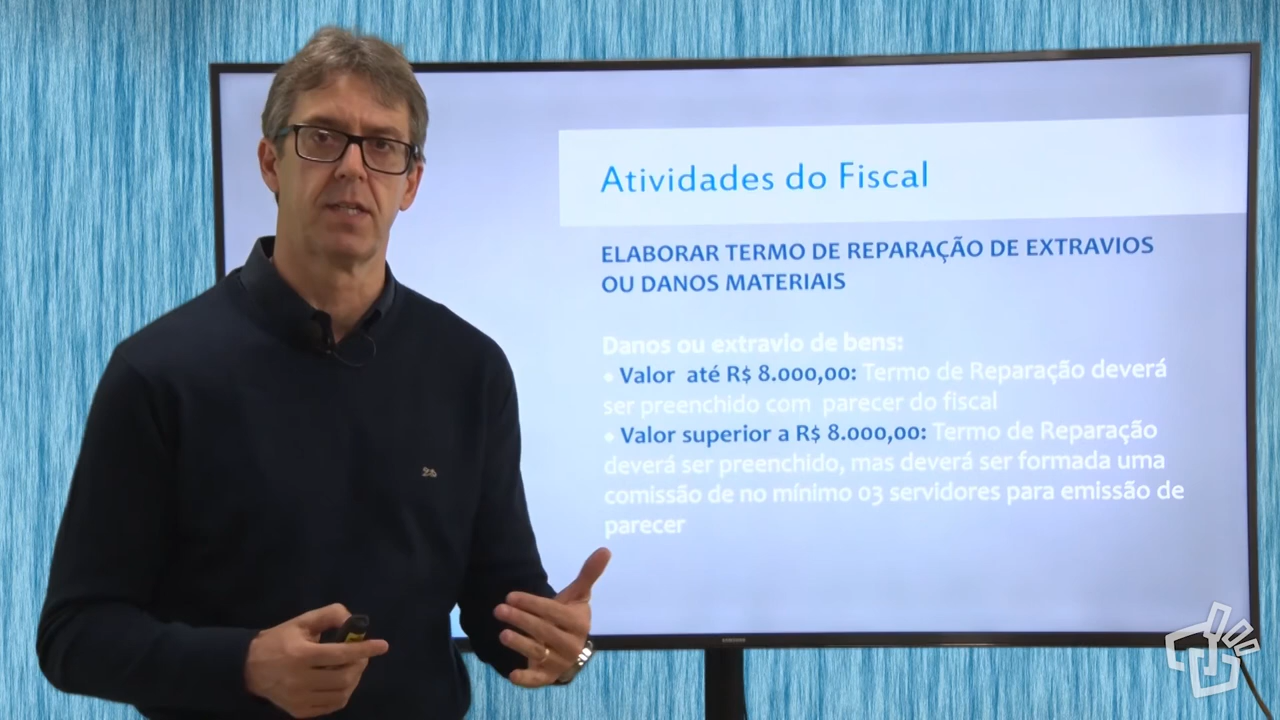 Atividades do Fiscal
ELABORAR TERMO DE REPARAÇÃO DE EXTRAVIOS
OU DANOS MATERIAIS
Danos ou extravio de bens:
• Valor até R$ 8.000,00: Termo de Reparação deverá
ser preenchido com parecer do fiscal
• Valor superior a R$ 8.000,00: Termo de Reparação
deverá ser preenchido, mas deverá ser formada uma
comissão de no mínimo 03 servidores para emissão de
parecer
SAMSUNG